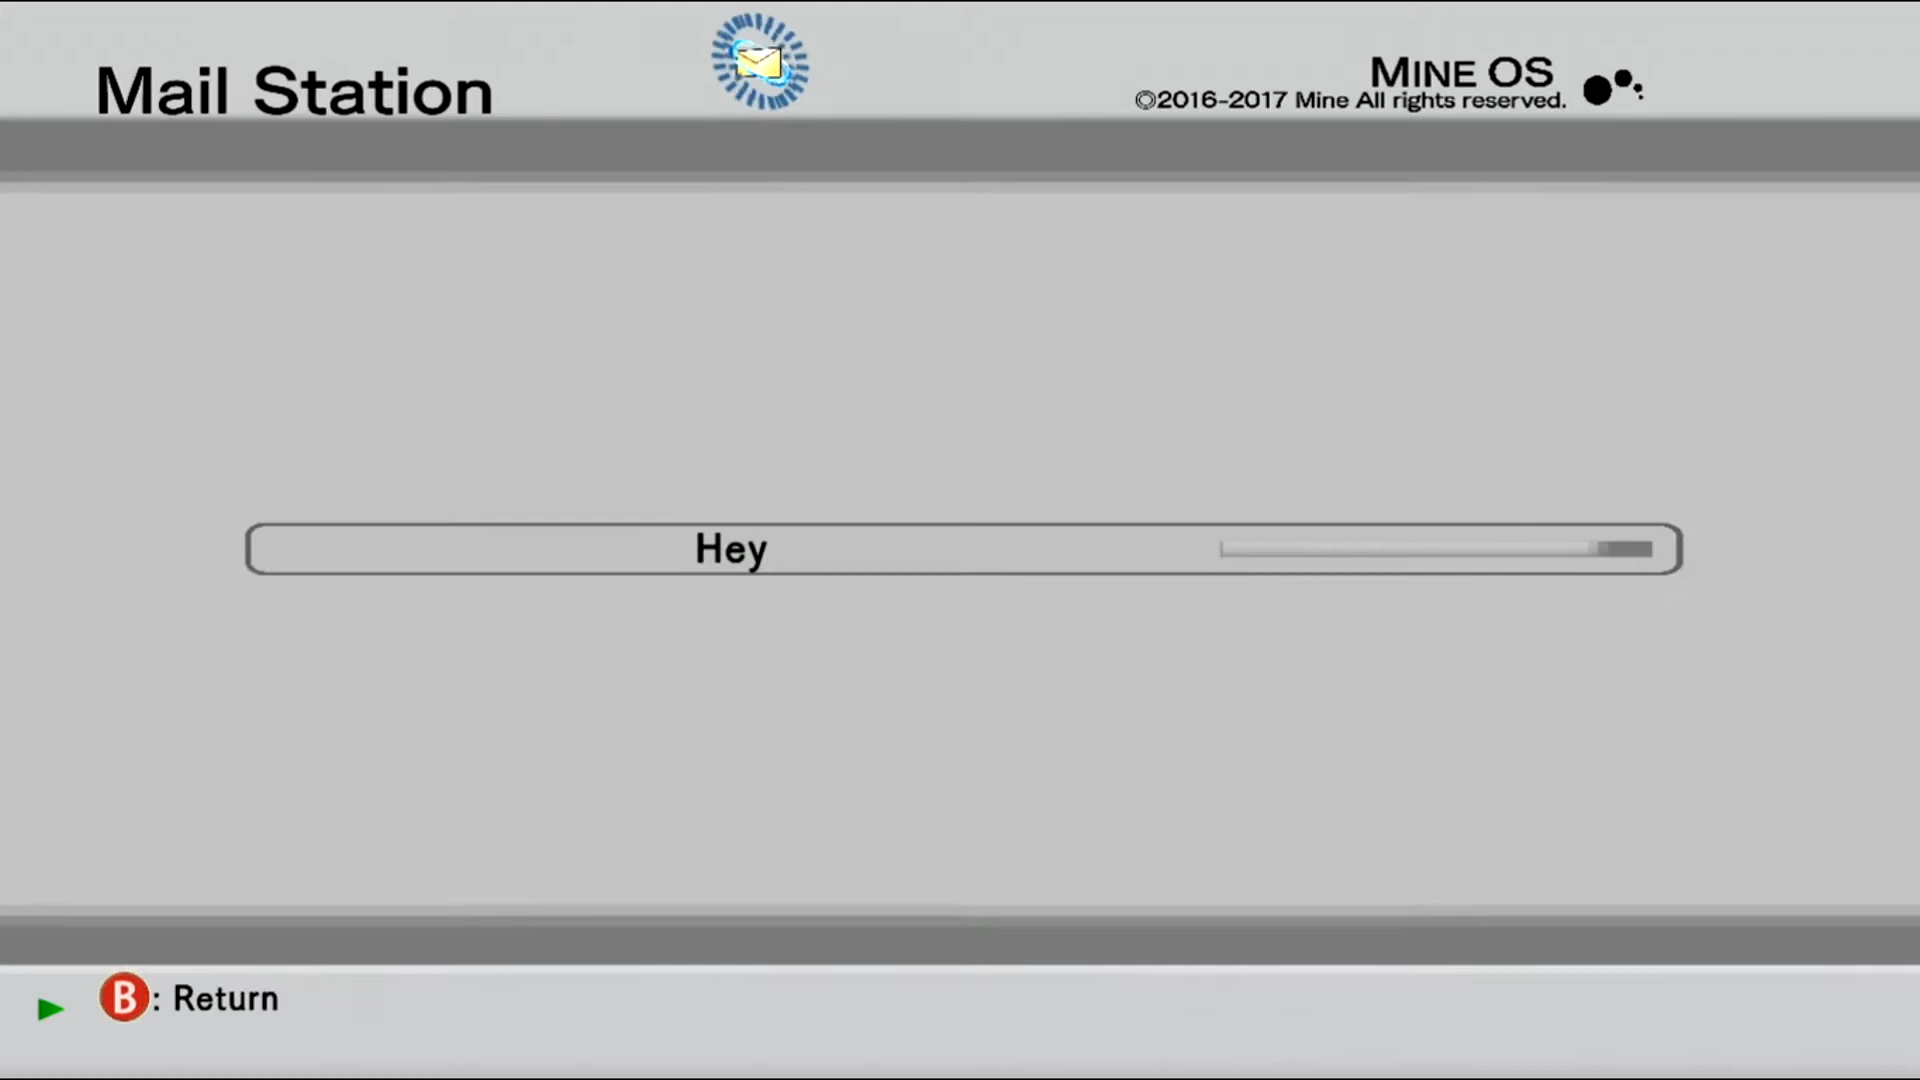 Mail Station
MINE OS
©2016-2017 Mine All rights reserved.
Hey
B: Return